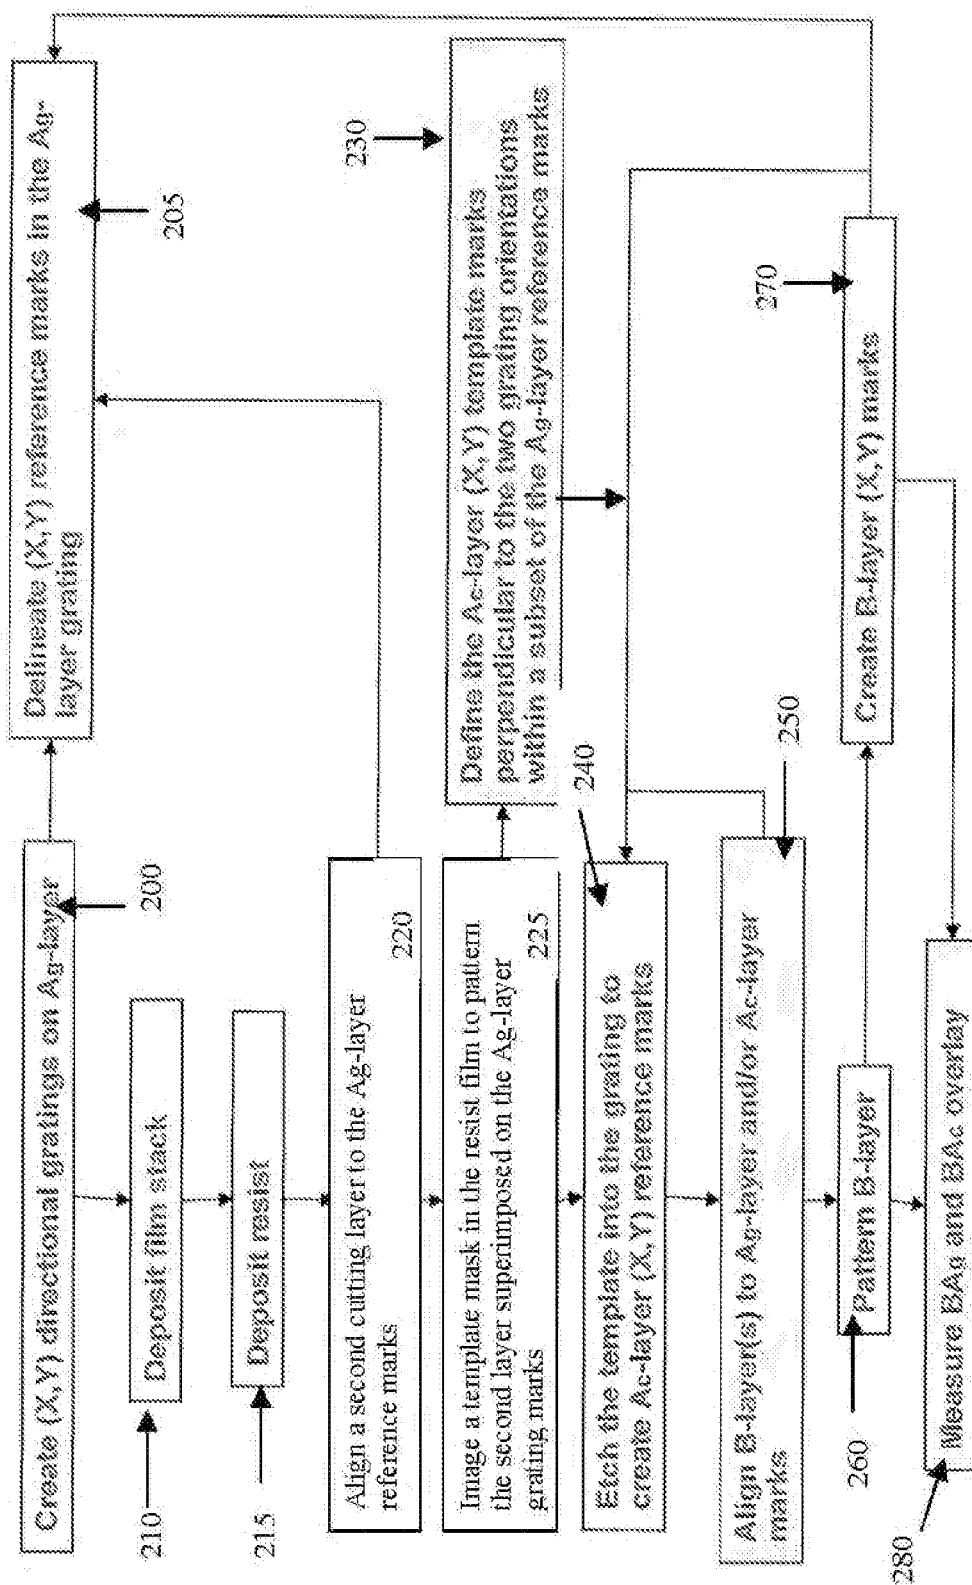 Create (X,Y) directional gratings on Ag-layer
200
Delineate (X,Y) reference marks in the Ag-
layer grating
205
Deposit film stack
210
Deposit resist
215
Align a second cutting layer to the Ag-layer
reference marks
220
Image a template mask in the resist film to pattern
the second layer superimposed on the Ag-layer
grating marks
225
Define the Ac-layer (X,Y) template marks
perpendicular to the two grating orientations
within a subset of the Ag-layer reference marks
230
Etch the template into the grating to
create Ac-layer (X,Y) reference marks
240
Align B-layer(s) to Ag-layer and/or Ac-layer
marks
250
Pattern B-layer
260
Create B-layer (X,Y) marks
270
Measure BAg and BAc overlay
280